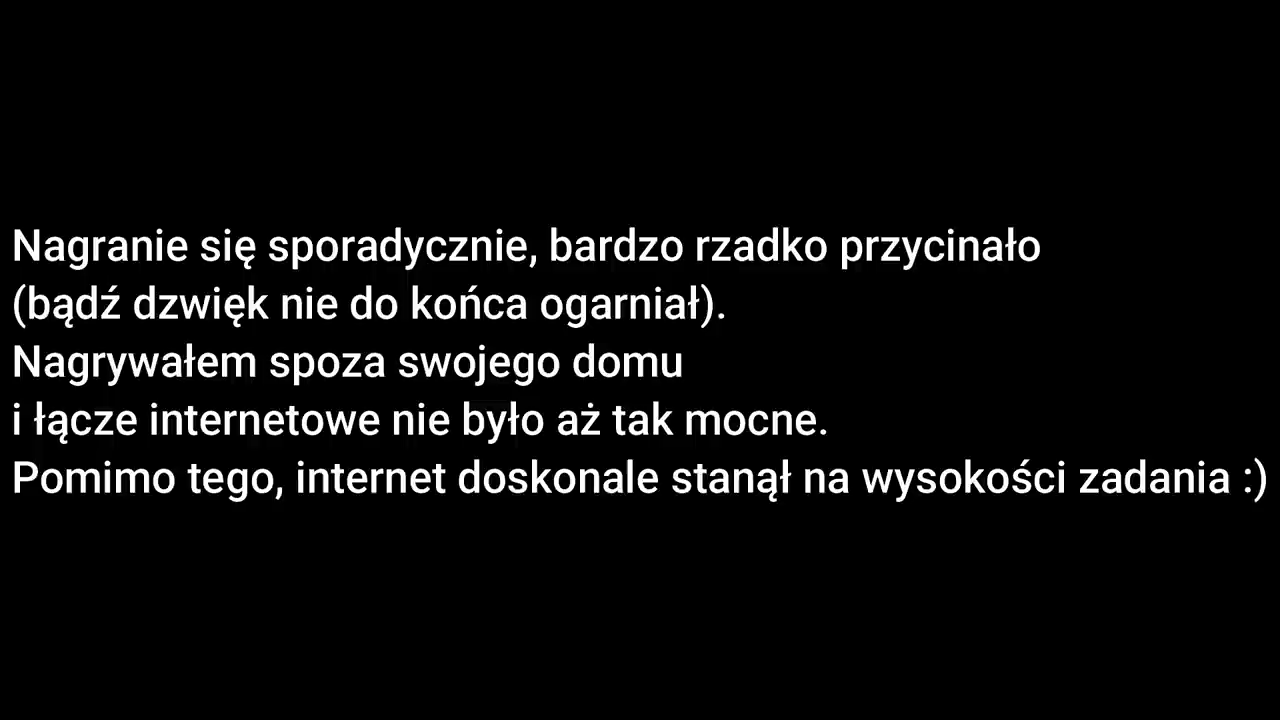 Nagranie się sporadycznie, bardzo rzadko przycinało
(bądź dzwięk nie do końca ogarniał).
Nagrywałem spoza swojego domu
i łącze internetowe nie było aż tak mocne.
Pomimo tego, internet doskonale stanął na wysokości zadania :)